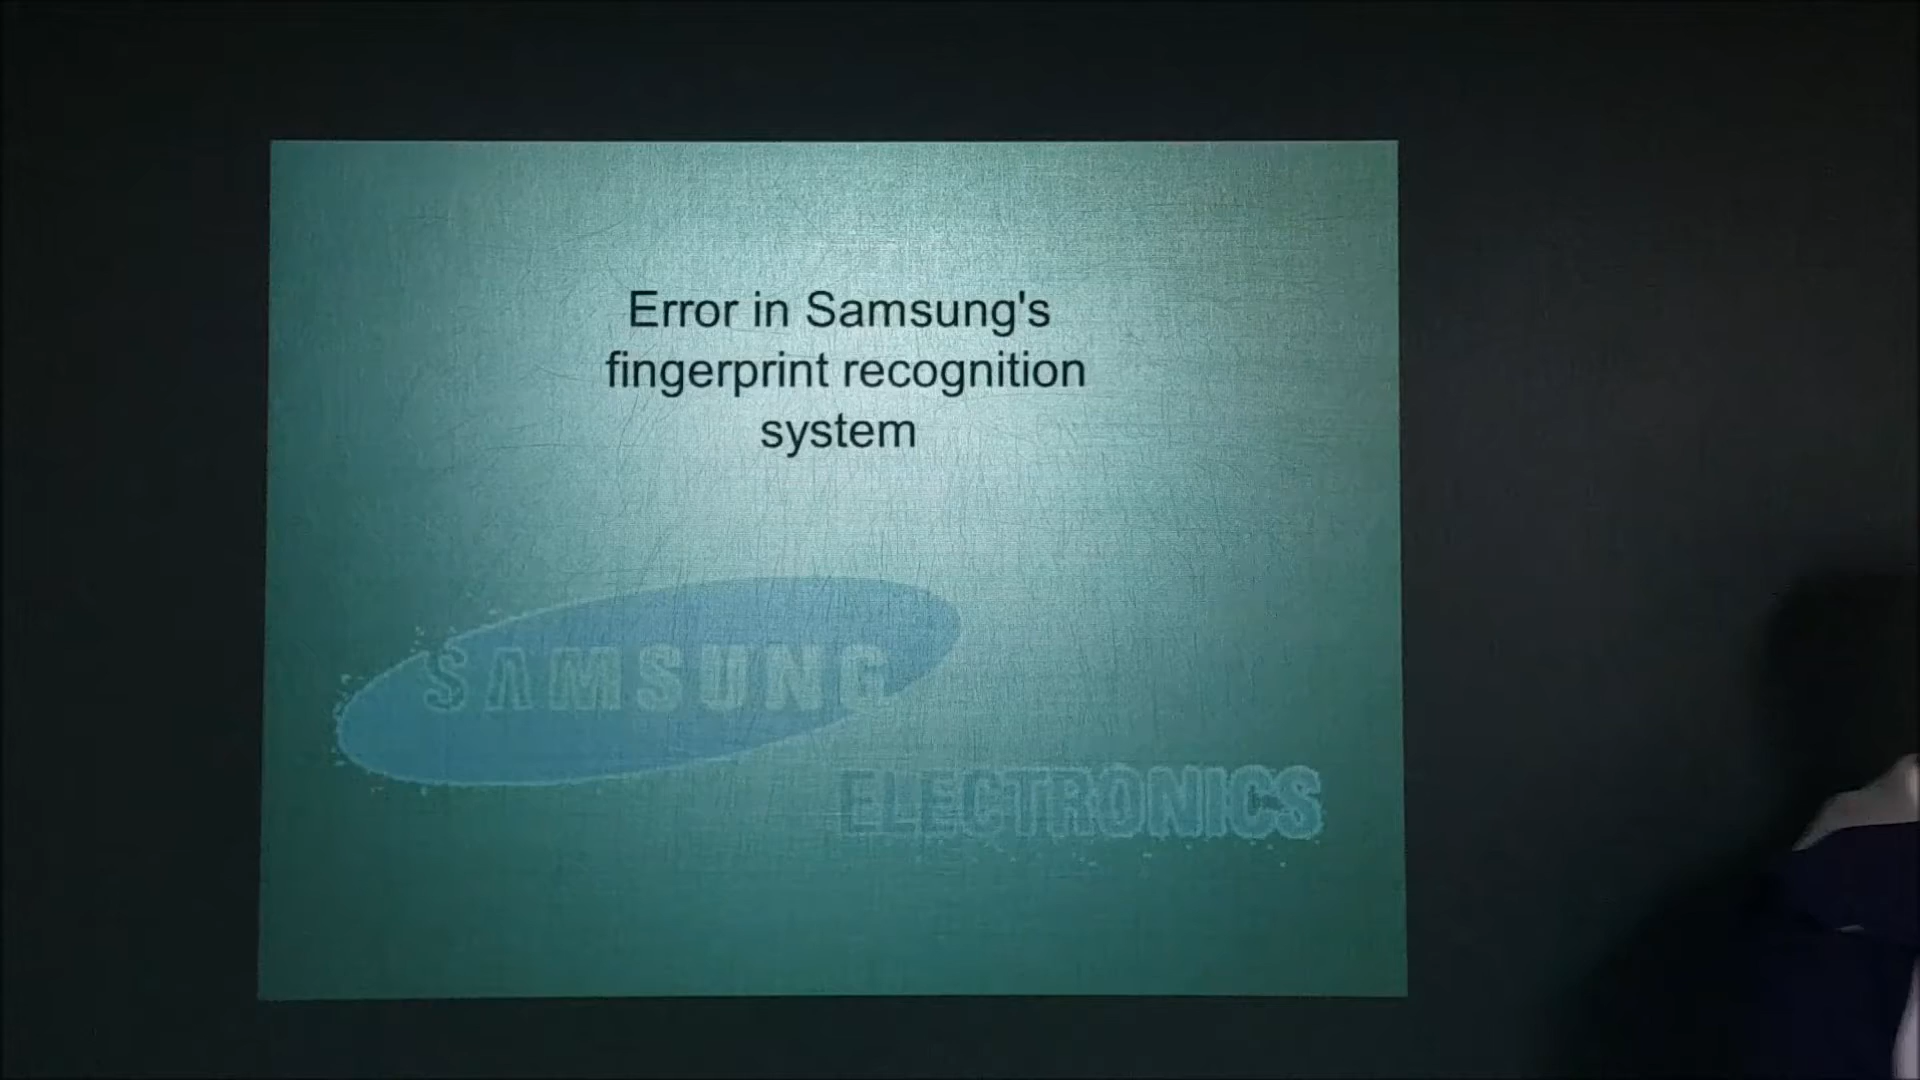 Error in Samsung's
fingerprint recognition
system
SAMSUNG
ELECTRONICS